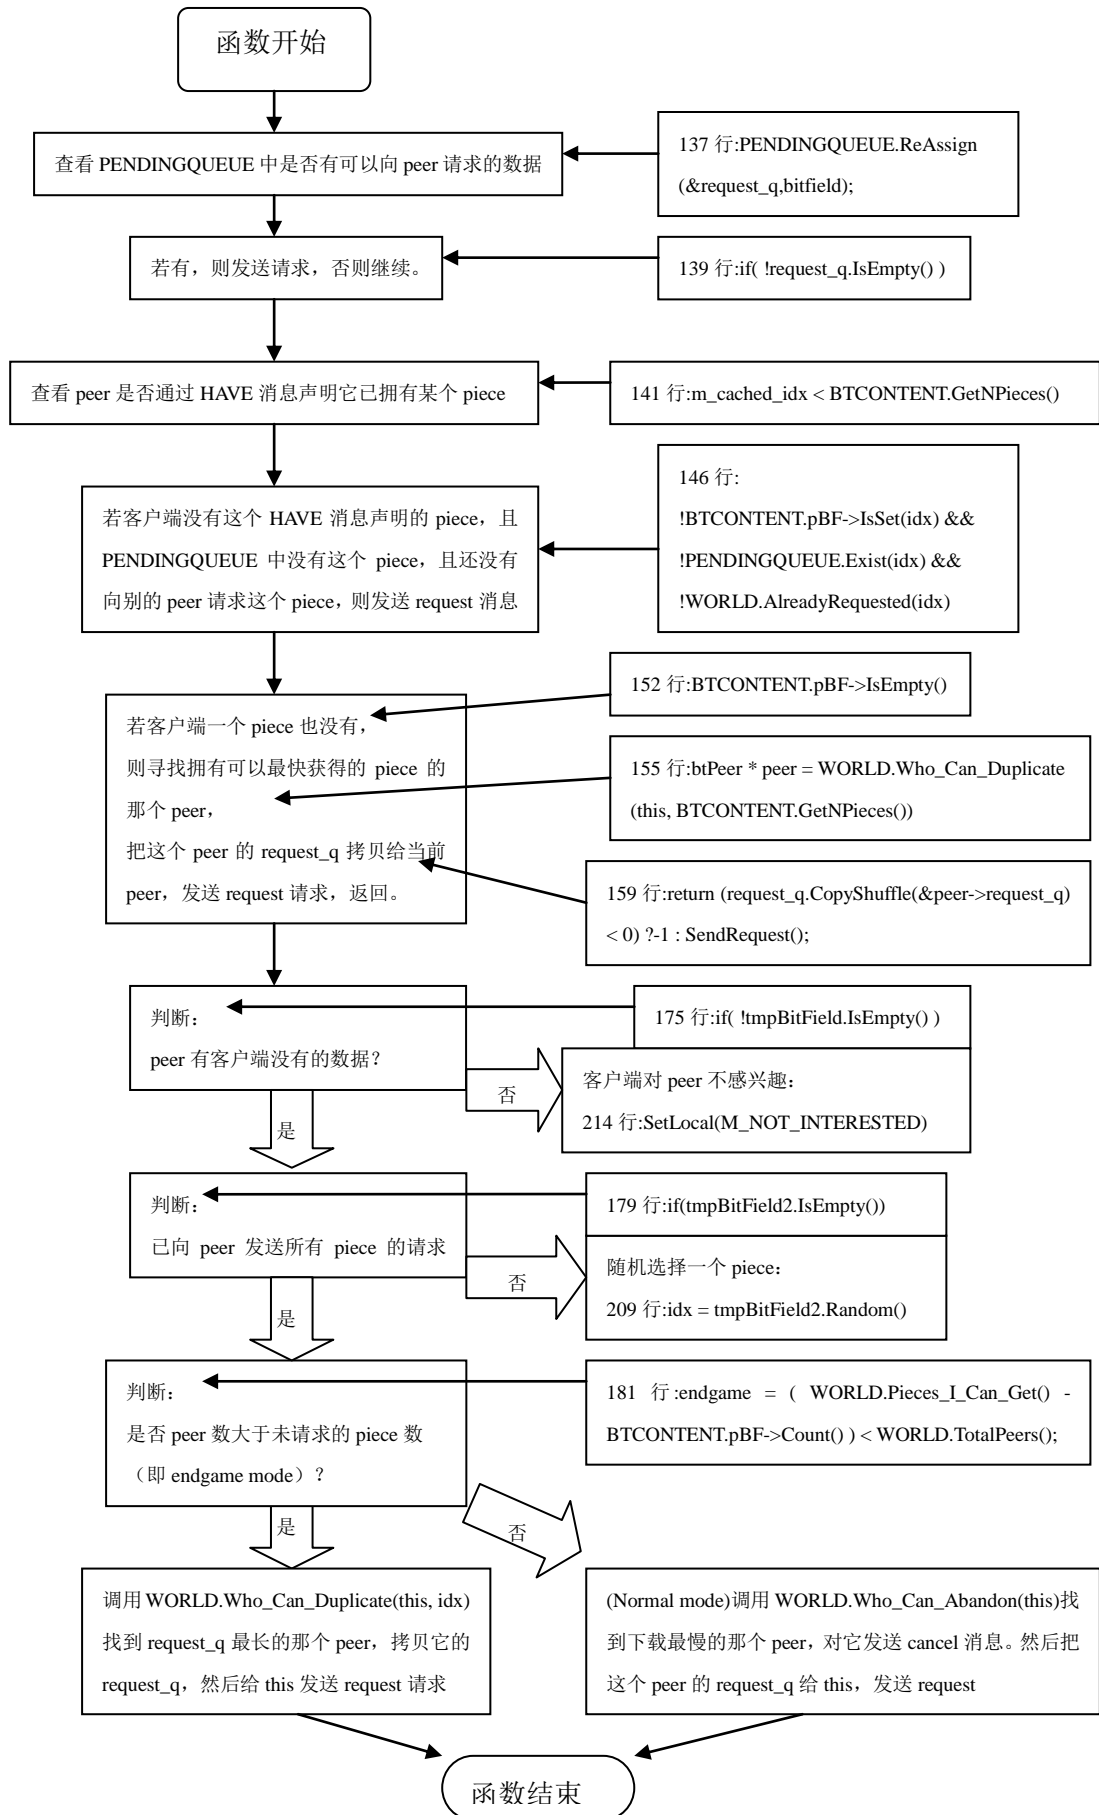 函数开始
查看 PENDINGQUEUE 中是否有可以向 peer 请求的数据
137 行:PENDINGQUEUE.ReAssign
(&request_q,bitfield);
若有，则发送请求，否则继续。
139 行:if( !request_q.IsEmpty() )
查看 peer 是否通过 HAVE 消息声明它已拥有某个 piece
141 行:m_cached_idx < BTCONTENT.GetNPieces()
若客户端没有这个 HAVE 消息声明的 piece，且
PENDINGQUEUE 中没有这个 piece，且还没有
向别的 peer 请求这个 piece，则发送 request 消息
146 行:
!BTCONTENT.pBF->IsSet(idx) &&
!PENDINGQUEUE.Exist(idx) &&
!WORLD.AlreadyRequested(idx)
若客户端一个 piece 也没有，
则寻找拥有可以最快获得的 piece 的
那个 peer，
把这个 peer 的 request_q 拷贝给当前
peer，发送 request 请求，返回。
152 行:BTCONTENT.pBF->IsEmpty()
155 行:btPeer * peer = WORLD.Who_Can_Duplicate
(this, BTCONTENT.GetNPieces())
159 行:return (request_q.CopyShuffle(&peer->request_q)
< 0) ?-1 : SendRequest();
判断：
peer 有客户端没有的数据？
175 行:if( !tmpBitField.IsEmpty() )
否
客户端对 peer 不感兴趣：
214 行:SetLocal(M_NOT_INTERESTED)
是
判断：
已向 peer 发送所有 piece 的请求
179 行:if(tmpBitField2.IsEmpty())
否
随机选择一个 piece：
209 行:idx = tmpBitField2.Random()
是
判断：
是否 peer 数大于未请求的 piece 数
（即 endgame mode）？
181 行:endgame = ( WORLD.Pieces_I_Can_Get() -
BTCONTENT.pBF->Count() ) < WORLD.TotalPeers();
是
否
调用 WORLD.Who_Can_Duplicate(this, idx)
找到 request_q 最长的那个 peer，拷贝它的
request_q，然后给 this 发送 request 请求
(Normal mode)调用 WORLD.Who_Can_Abandon(this)找
到下载最慢的那个 peer，对它发送 cancel 消息。然后把
这个 peer 的 request_q 给 this，发送 request
函数结束